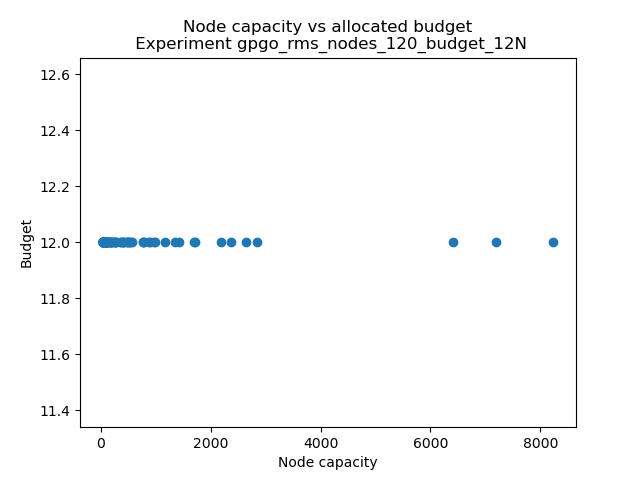 Node capacity vs allocated budget
Experiment gpgo_rms_nodes_120_budget_12N
12.6
12.4
12.2
12.0
11.8
11.6
11.4
Budget
0 2000 4000 6000 8000
Node capacity